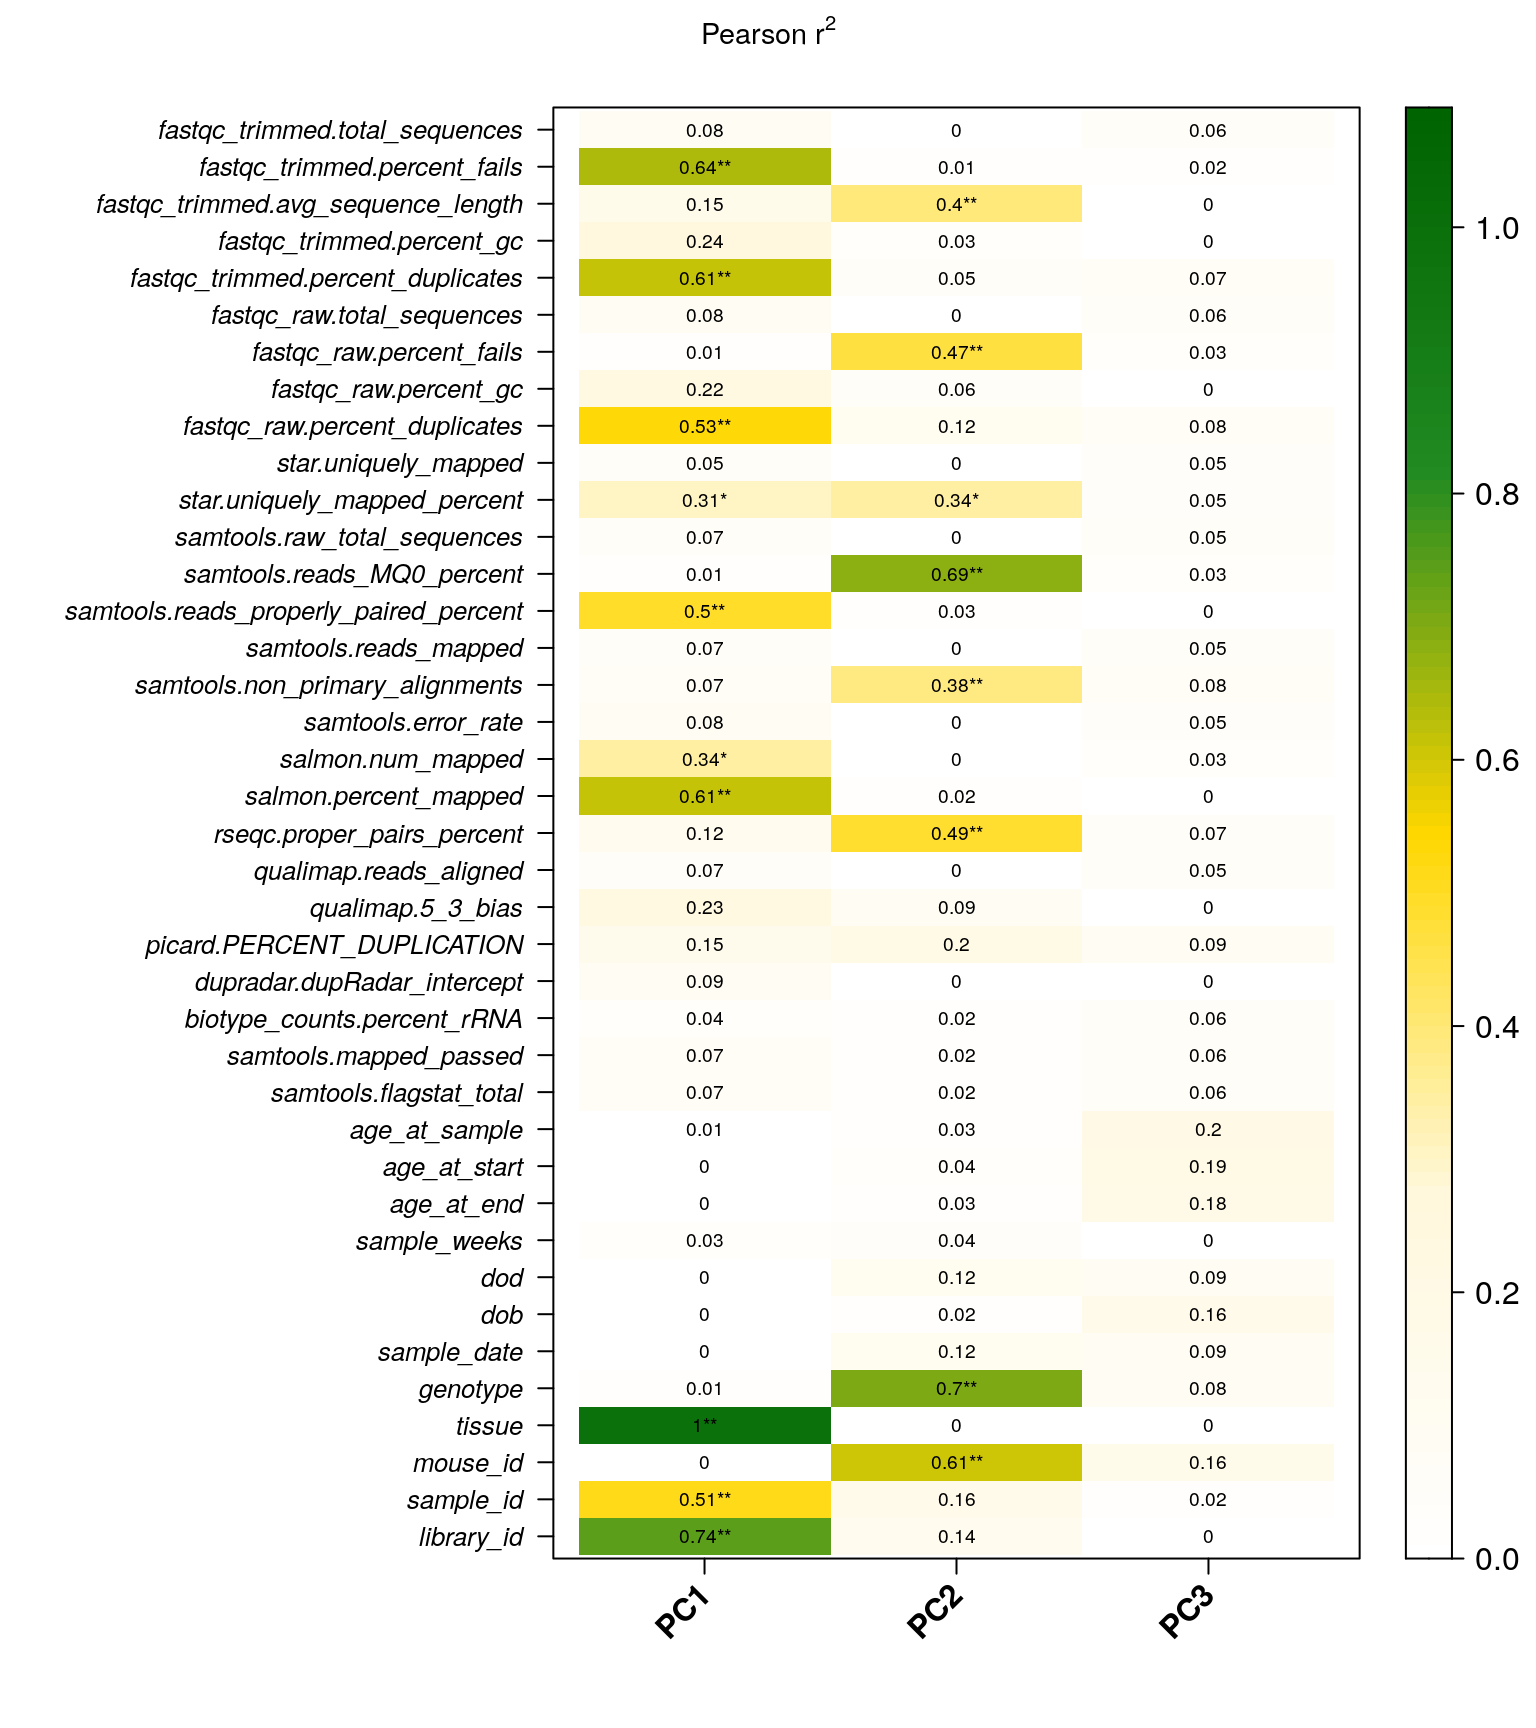 Pearson r²
fastqc_trimmed.total_sequences 0.08 0 0.06
fastqc_trimmed.percent_fails 0.64** 0.01 0.02
1.0
fastqc_trimmed.avg_sequence_length 0.15 0.4** 0
fastqc_trimmed.percent_gc 0.24 0.03 0
fastqc_trimmed.percent_duplicates 0.61** 0.05 0.07
fastqc_raw.total_sequences 0.08 0 0.06
fastqc_raw.percent_fails 0.01 0.47** 0.03
fastqc_raw.percent_gc 0.22 0.06 0
fastqc_raw.percent_duplicates 0.53** 0.12 0.08
star.uniquely_mapped 0.05 0 0.05
0.8
star.uniquely_mapped_percent 0.31* 0.34* 0.05
samtools.raw_total_sequences 0.07 0 0.05
samtools.reads_MQ0_percent 0.01 0.69** 0.03
samtools.reads_properly_paired_percent 0.5** 0.03 0
samtools.reads_mapped 0.07 0 0.05
samtools.non_primary_alignments 0.07 0.38** 0.08
samtools.error_rate 0.08 0 0.05
salmon.num_mapped 0.34* 0 0.03
0.6
salmon.percent_mapped 0.61** 0.02 0
rseqc.proper_pairs_percent 0.12 0.49** 0.07
qualimap.reads_aligned 0.07 0 0.05
qualimap.5_3_bias 0.23 0.09 0
picard.PERCENT_DUPLICATION 0.15 0.2 0.09
dupradar.dupRadar_intercept 0.09 0 0
biotype_counts.percent_rRNA 0.04 0.02 0.06
0.4
samtools.mapped_passed 0.07 0.02 0.06
samtools.flagstat_total 0.07 0.02 0.06
age_at_sample 0.01 0.03 0.2
age_at_start 0 0.04 0.19
age_at_end 0 0.03 0.18
sample_weeks 0.03 0.04 0
dod 0 0.12 0.09
0.2
dob 0 0.02 0.16
sample_date 0 0.12 0.09
genotype 0.01 0.7** 0.08
tissue 1** 0 0
mouse_id 0 0.61** 0.16
sample_id 0.51** 0.16 0.02
library_id 0.74** 0.14 0
0.0
PC1 PC2 PC3